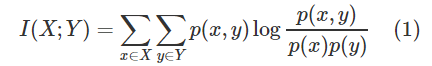 I(X;Y) = ∑_{x∈X} ∑_{y∈Y} p(x,y) log \frac{p(x,y)}{p(x)p(y)} (1)